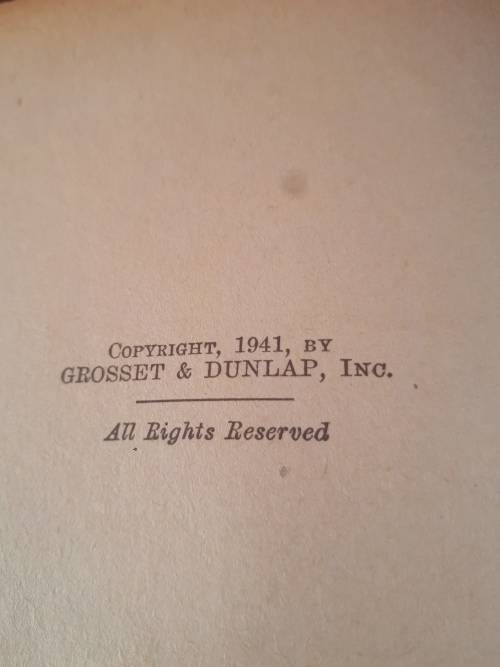 Copyright, 1941, by
GROSSET & DUNLAP, Inc.
All Rights Reserved